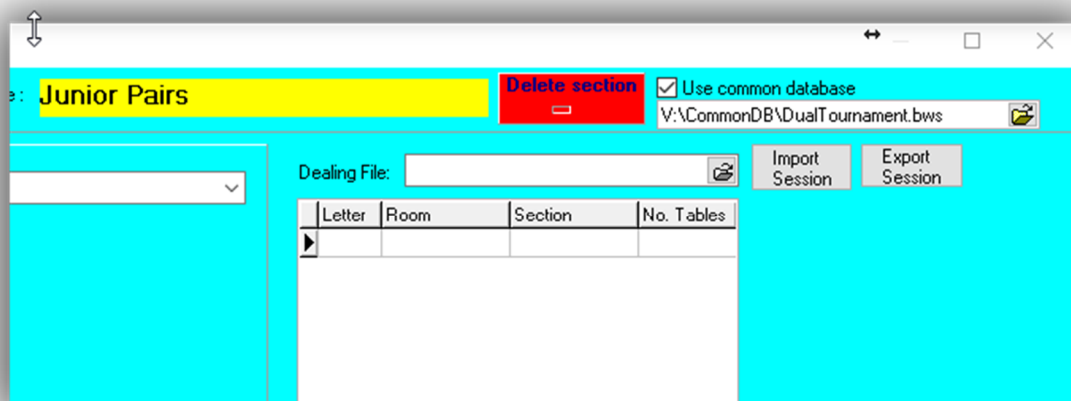 e: Junior Pairs
Delete section
Use common database
V:\CommonDB\DualTournament.bws
Dealing File:
Import
Session
Export
Session
Letter Room Section No. Tables